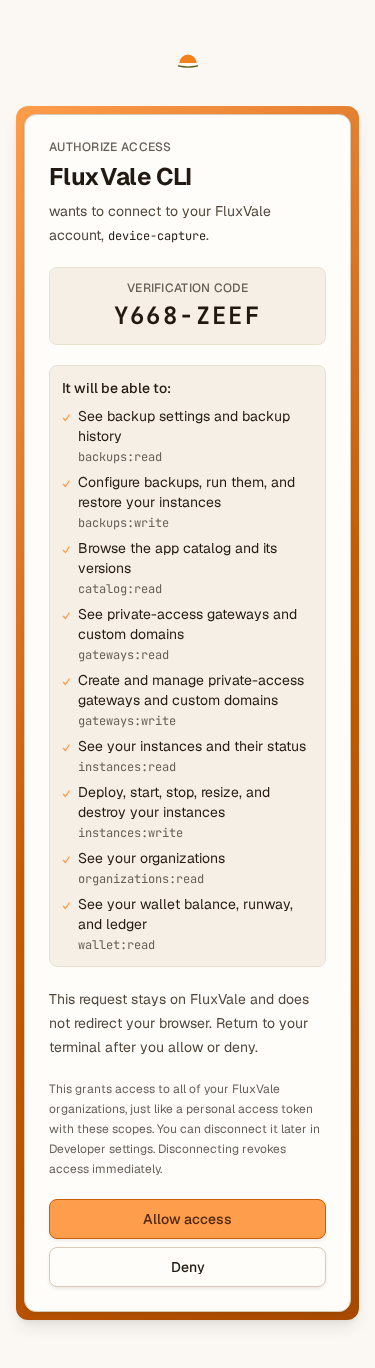 AUTHORIZE ACCESS
FluxVale CLI
wants to connect to your FluxVale
account, device-capture.
VERIFICATION CODE
Y668-ZEEF
It will be able to:
See backup settings and backup
history
backups:read
Configure backups, run them, and
restore your instances
backups:write
Browse the app catalog and its
versions
catalog:read
See private-access gateways and
custom domains
gateways:read
Create and manage private-access
gateways and custom domains
gateways:write
See your instances and their status
instances:read
Deploy, start, stop, resize, and
destroy your instances
instances:write
See your organizations
organizations:read
See your wallet balance, runway,
and ledger
wallet:read
This request stays on FluxVale and does
not redirect your browser. Return to your
terminal after you allow or deny.
This grants access to all of your FluxVale
organizations, just like a personal access token
with these scopes. You can disconnect it later in
Developer settings. Disconnecting revokes
access immediately.
Allow access
Deny